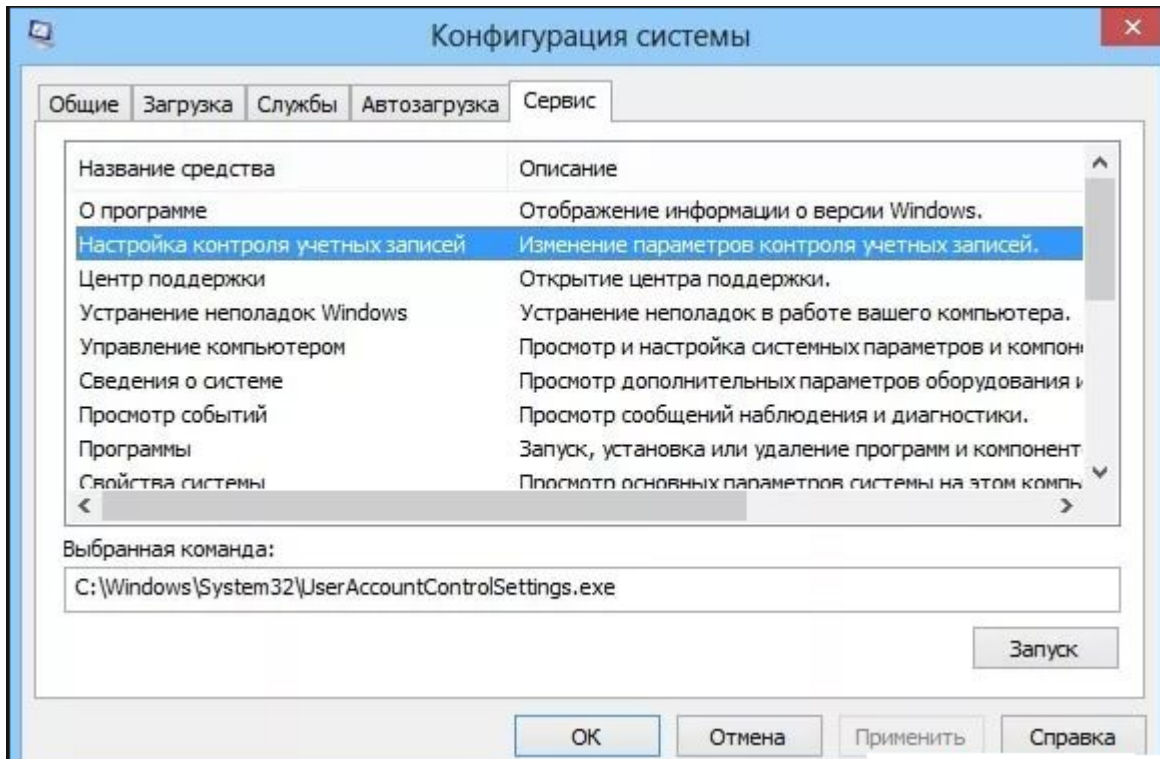 Конфигурация системы
Общие Загрузка Службы Автозагрузка Сервис
Название средства Описание
О программе Отображение информации о версии Windows.
Настройка контроля учетных записей Изменение параметров контроля учетных записей.
Центр поддержки Открытие центра поддержки.
Устранение неполадок Windows Устранение неполадок в работе вашего компьютера.
Управление компьютером Просмотр и настройка системных параметров и
Сведения о системе Просмотр дополнительных параметров оборудования и
Просмотр событий Просмотр сообщений наблюдения и диагностики.
Программы Запуск, установка или удаление программ и компонент
Свойства системы Просмотр основных параметров системы на этом
Выбранная команда:
C:\Windows\System32\UserAccountControlSettings.exe
Запуск
ОК Отмена Применить Справка